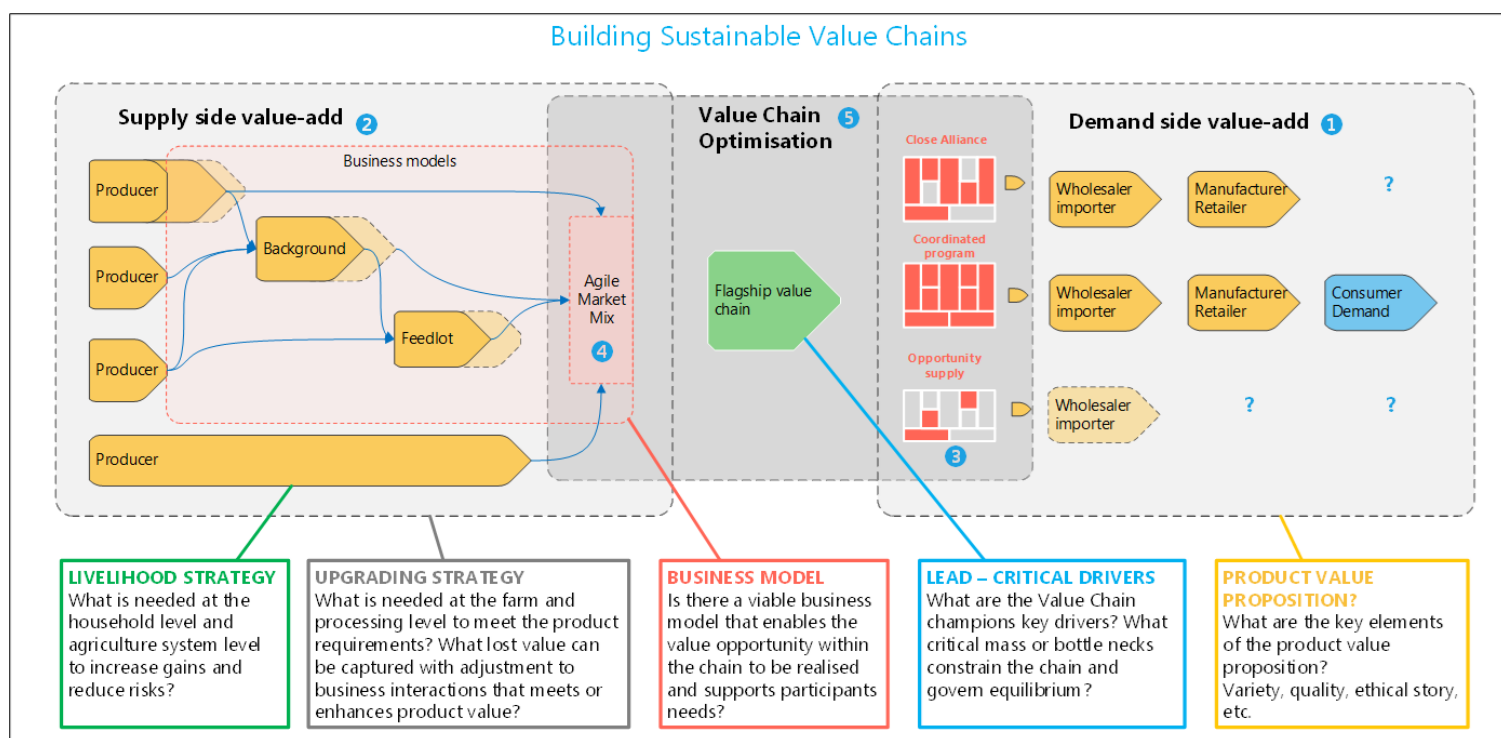 Building Sustainable Value Chains
Supply side value-add 2
Business models
Producer
Producer
Producer
Producer
Background
Feedlot
Agile
Market
Mix
4
Value Chain
Optimisation
5
Flagship value
chain
Close Alliance
Coordinated
program
Opportunity
supply
3
Demand side value-add 1
Wholesaler
importer
Manufacturer
Retailer
?
Wholesaler
importer
Manufacturer
Retailer
Consumer
Demand
Wholesaler
importer
?
?
LIVELIHOOD STRATEGY
What is needed at the
household level and
agriculture system level
to increase gains and
reduce risks?
UPGRADING STRATEGY
What is needed at the farm and
processing level to meet the product
requirements? What lost value can
be captured with adjustment to
business interactions that meets or
enhances product value?
BUSINESS MODEL
Is there a viable business
model that enables the
value opportunity within
the chain to be realised
and supports participants
needs?
LEAD – CRITICAL DRIVERS
What are the Value Chain
champions key drivers? What
critical mass or bottle necks
constrain the chain and
govern equilibrium?
PRODUCT VALUE
PROPOSITION?
What are the key elements
of the product value
proposition?
Variety, quality, ethical story,
etc.